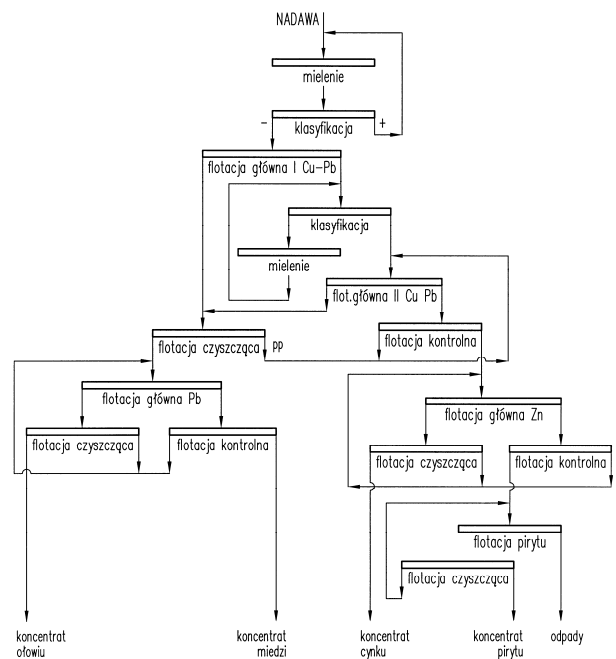 NADAWA
mielenie
- klasyfikacja +
flotacja główna I Cu-Pb
klasyfikacja
mielenie
flot.główna II Cu Pb
flotacja czyszcząca pp
flotacja kontrolna
flotacja główna Pb
flotacja główna Zn
flotacja czyszcząca
flotacja kontrolna
flotacja czyszcząca
flotacja kontrolna
flotacja pirytu
flotacja czyszcząca
koncentrat
ołowiu
koncentrat
miedzi
koncentrat
cynku
koncentrat
pirytu
odpady